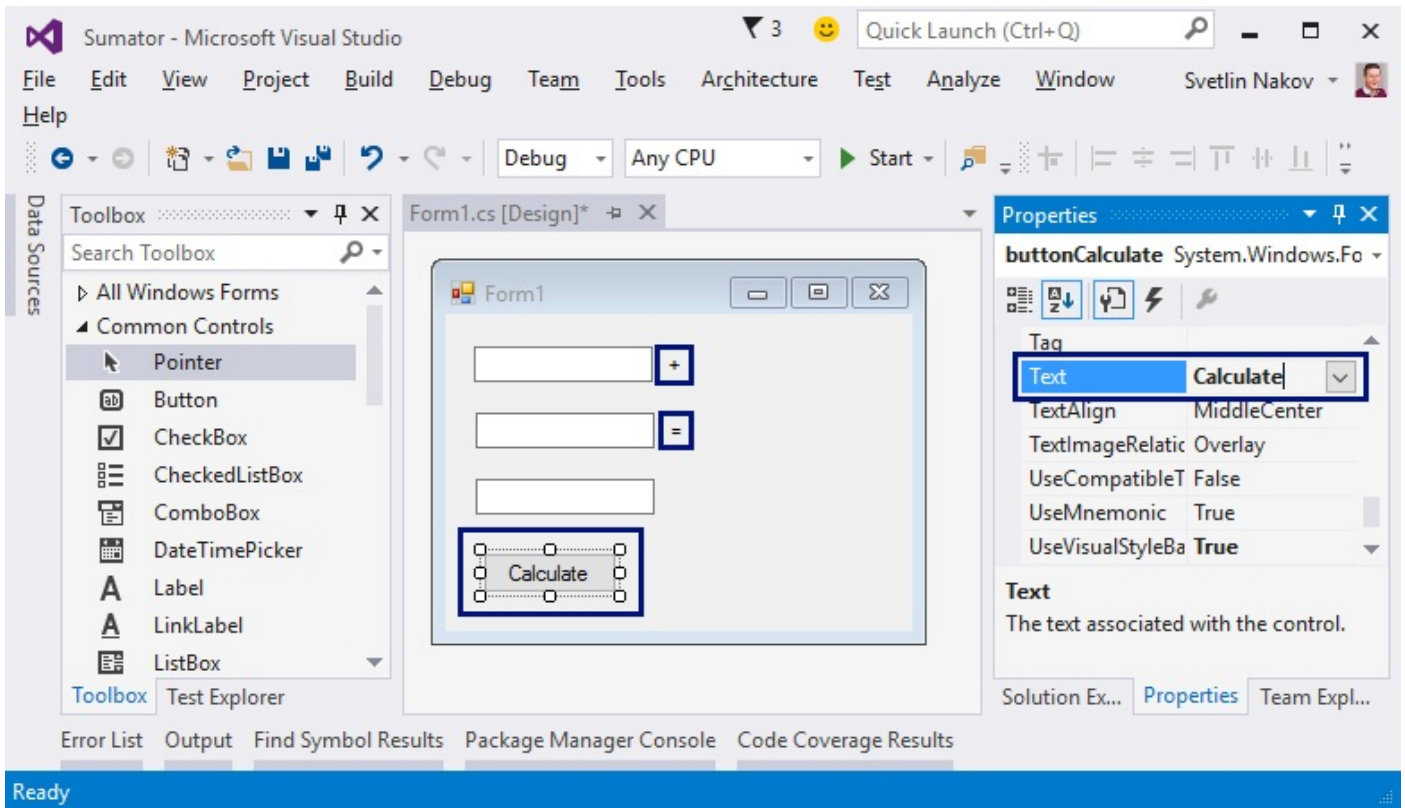 Sumator - Microsoft Visual Studio
3
Quick Launch (Ctrl+Q)
File Edit View Project Build Debug Team Tools Architecture Test Analyze Window Svetlin Nakov
Help
Debug Any CPU Start
Data Sources
Toolbox
Search Toolbox
All Windows Forms
Common Controls
Pointer
Button
CheckBox
CheckedListBox
ComboBox
DateTimePicker
Label
LinkLabel
ListBox
Toolbox Test Explorer
Form1.cs [Design]*
Form1
+
=
Calculate
Properties
buttonCalculate System.Windows.Fo
Tag
Text Calculate
TextAlign MiddleCenter
TextImageRelatic Overlay
UseCompatibleT False
UseMnemonic True
UseVisualStyleBa True
Text
The text associated with the control.
Solution Ex... Properties Team Expl...
Error List Output Find Symbol Results Package Manager Console Code Coverage Results
Ready